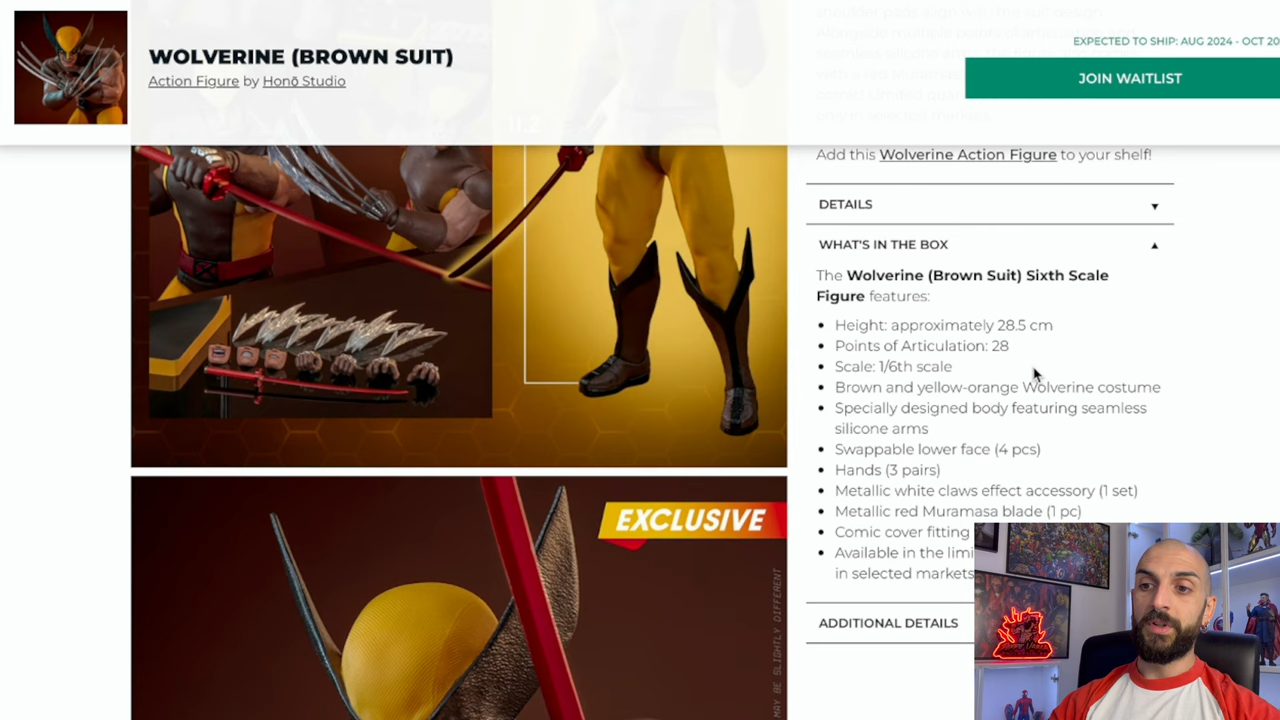 WOLVERINE (BROWN SUIT)
Action Figure by Honō Studio
EXPECTED TO SHIP: AUG 2024 - OCT 20
JOIN WAITLIST
Add this Wolverine Action Figure to your shelf!
DETAILS
WHAT'S IN THE BOX
The Wolverine (Brown Suit) Sixth Scale
Figure features:
Height: approximately 28.5 cm
Points of Articulation: 28
Scale: 1/6th scale
Brown and yellow-orange Wolverine costume
Specially designed body featuring seamless
silicone arms
Swappable lower face (4 pcs)
Hands (3 pairs)
Metallic white claws effect accessory (1 set)
Metallic red Muramasa blade (1 pc)
Comic cover fitting
Available in the limi
in selected markets
ADDITIONAL DETAILS
EXCLUSIVE
MAY BE SLIGHTLY DIFFERENT